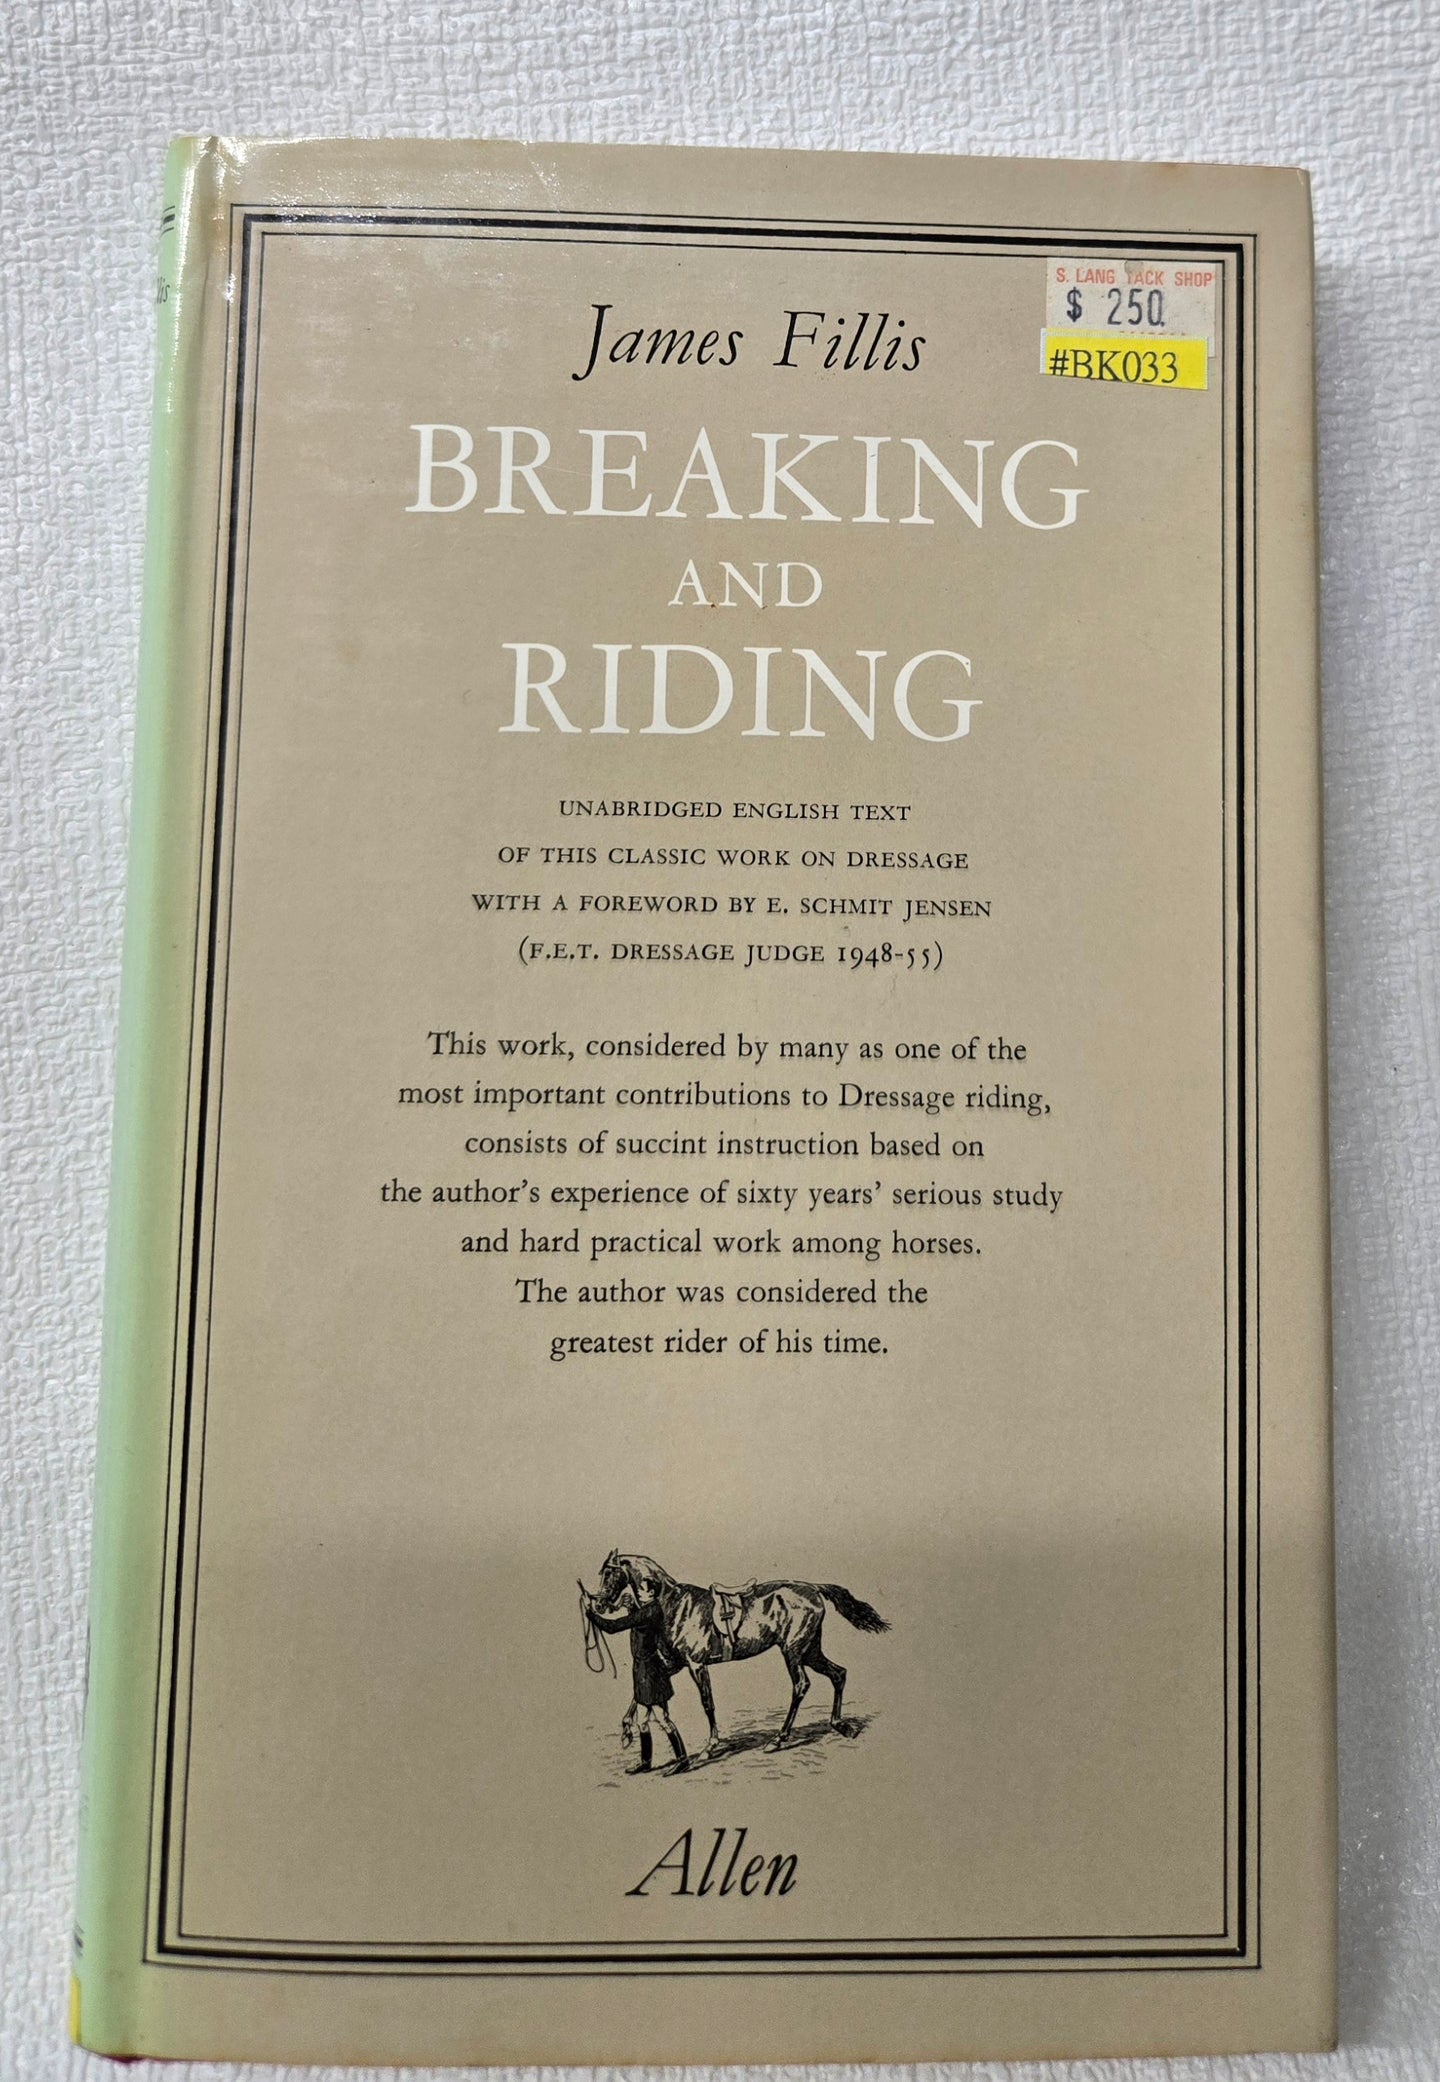 S. LANG TACK SHOP
$ 250.
#BK033
James Fillis
BREAKING
AND
RIDING
UNABRIDGED ENGLISH TEXT
OF THIS CLASSIC WORK ON DRESSAGE
WITH A FOREWORD BY E. SCHMIT JENSEN
(F.E.T. DRESSAGE JUDGE 1948-55)
This work, considered by many as one of the
most important contributions to Dressage riding,
consists of succint instruction based on
the author's experience of sixty years' serious study
and hard practical work among horses.
The author was considered the
greatest rider of his time.
Allen